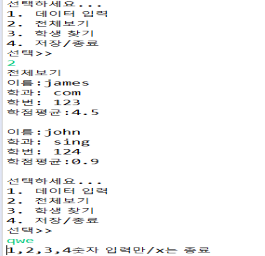 선택하세요...
1. 데이터 입력
2. 전체보기
3. 학생 찾기
4. 저장/종료
선택>>
2
전체보기
이름:james
학과: com
학번: 123
학점평균:4.5
이름:john
학과: sing
학번: 124
학점평균:0.9
선택하세요...
1. 데이터 입력
2. 전체보기
3. 학생 찾기
4. 저장/종료
선택>>
qwe
1,2,3,4숫자 입력만/x는 종료